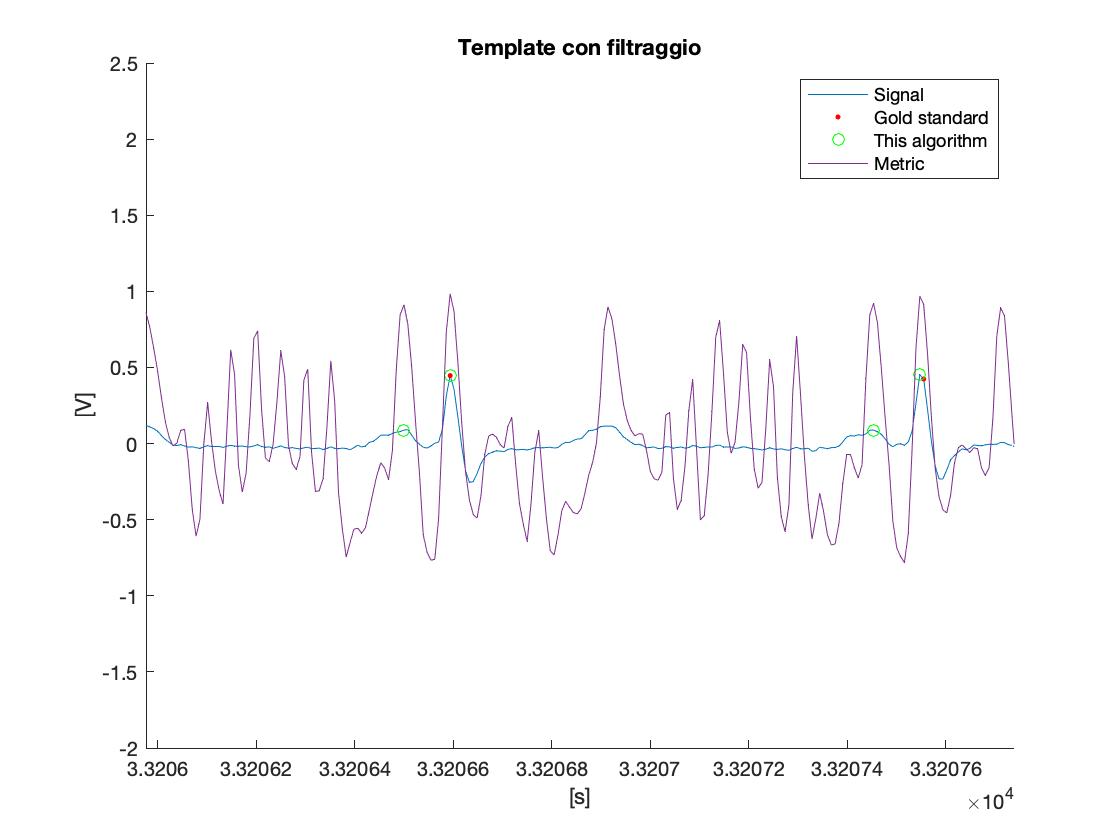 Template con filtraggio
Signal
Gold standard
This algorithm
Metric
[V]
2.5
2
1.5
1
0.5
0
-0.5
-1
-1.5
-2
3.3206 3.32062 3.32064 3.32066 3.32068 3.3207 3.32072 3.32074 3.32076
[s]
×10⁴